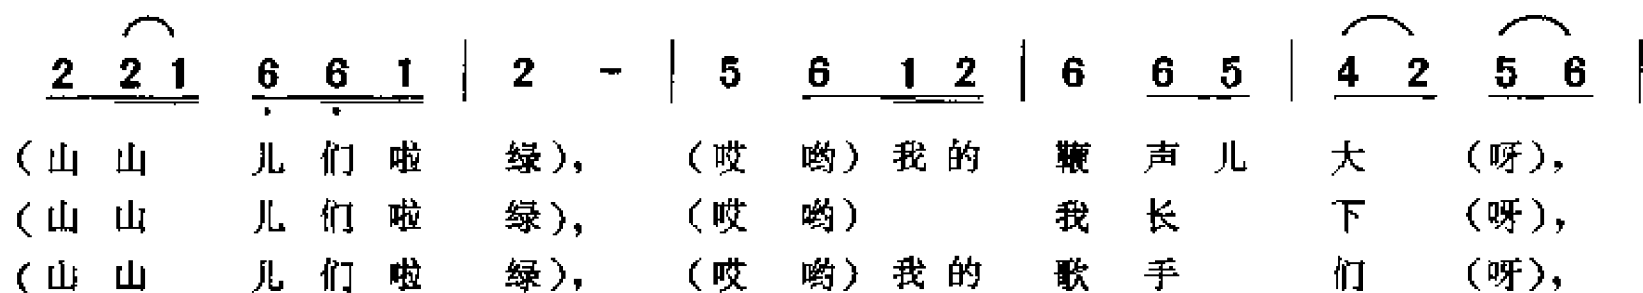 2 2 1 6 6 1 | 2 - | 5 6 1 2 | 6 6 5 | 4 2 5 6 |
（山山儿们啦绿），（哎哟）我的鞭声儿大（呀），
（山山儿们啦绿），（哎哟）我长下（呀），
（山山儿们啦绿），（哎哟）我的歌手们（呀），